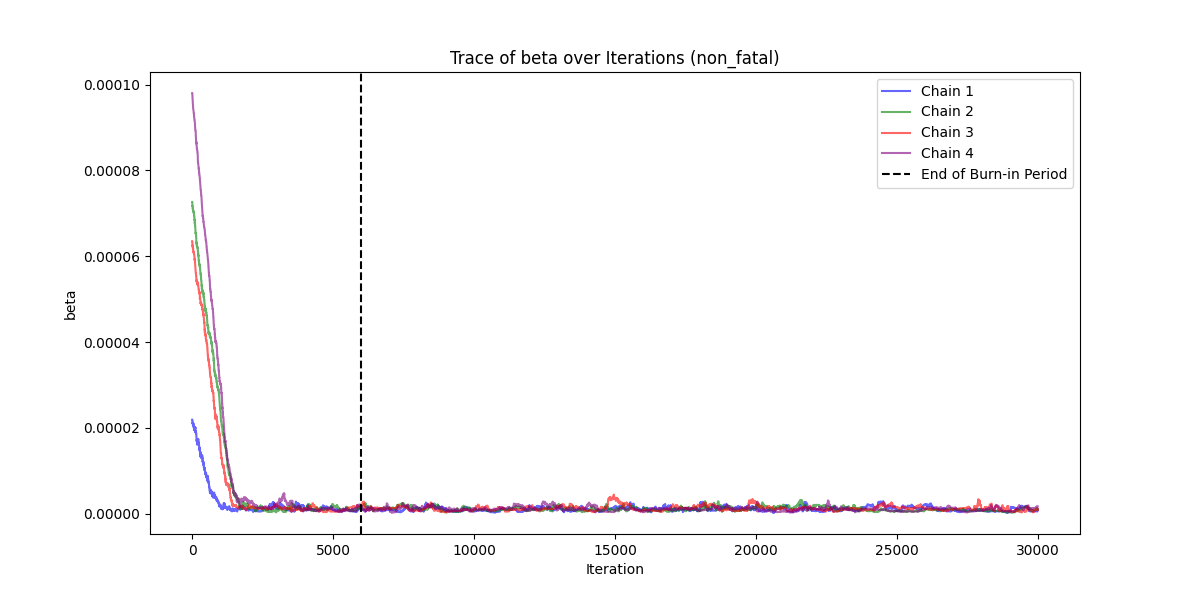 Trace of beta over Iterations (non_fatal)
0.00010
0.00008
0.00006
0.00004
0.00002
0.00000
beta
Chain 1
Chain 2
Chain 3
Chain 4
End of Burn-in Period
0
5000
10000
15000
20000
25000
30000
Iteration